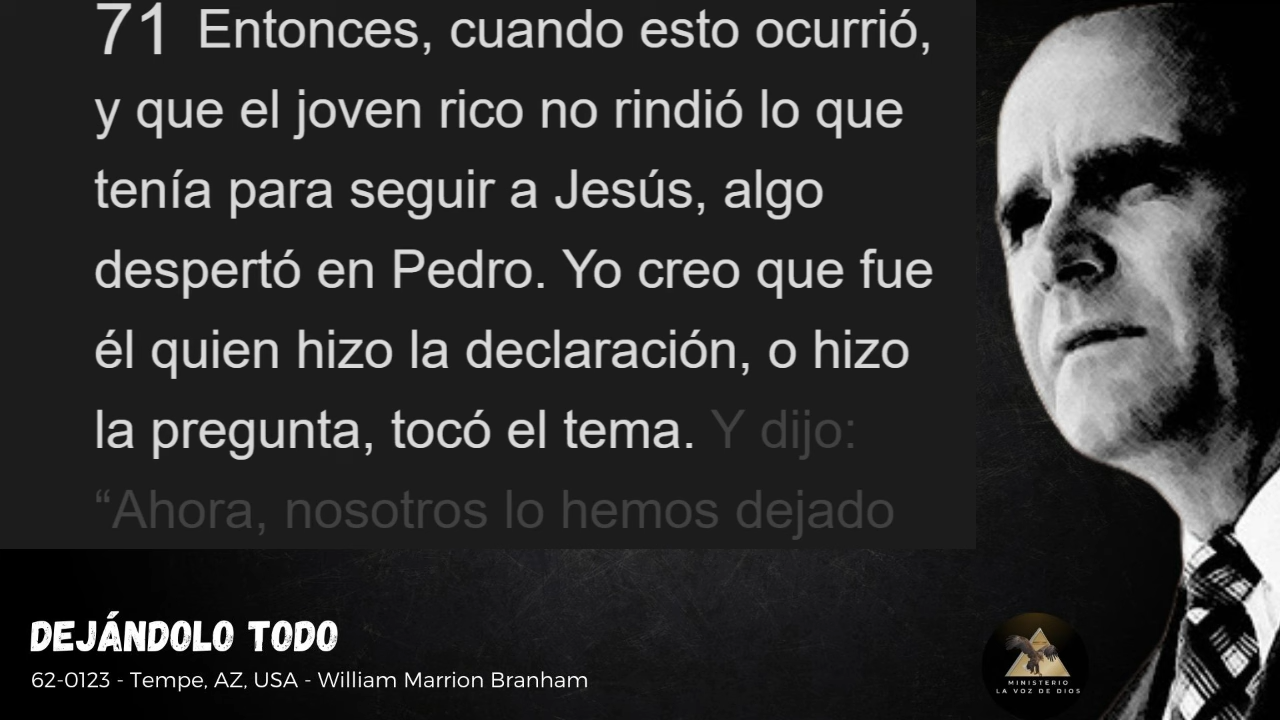 71 Entonces, cuando esto ocurrió,
y que el joven rico no rindió lo que
tenía para seguir a Jesús, algo
despertó en Pedro. Yo creo que fue
él quien hizo la declaración, o hizo
la pregunta, tocó el tema. Y dijo:
“Ahora, nosotros lo hemos dejado
DEJÁNDOLO TODO
62-0123 - Tempe, AZ, USA - William Marrion Branham
MINISTERIO
LA VOZ DE DIOS